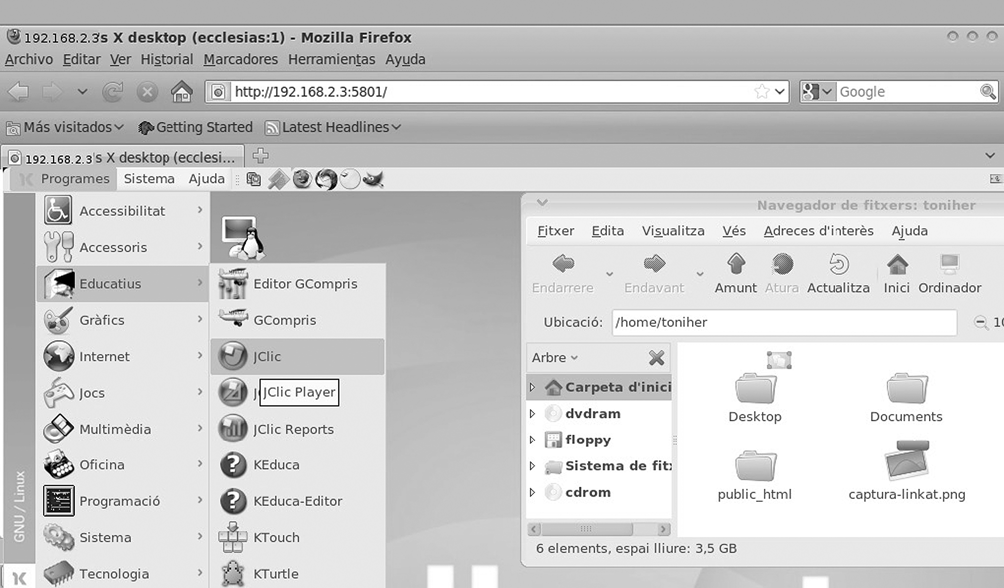 192.168.2.3's X desktop (ecclesias:1) - Mozilla Firefox
Archivo Editar Ver Historial Marcadores Herramientas Ayuda
http://192.168.2.3:5801/ Google
Más visitados Getting Started Latest Headlines
192.168.2.3's X desktop (ecclesi...
Programes Sistema Ajuda
Accessibilitat
Accessoris
Educatius
Gràfics
Internet
Jocs
Multimèdia
Oficina
Programació
Sistema
Tecnologia
GNU / Linux
Editor GCompris
GCompris
JClic
JClic Player
JClic Reports
KEduca
KEduca-Editor
KTouch
KTurtle
Navegador de fitxers: toniher
Fitxer Edita Visualitza Vés Adreces d'interès Ajuda
Endarrere Endavant Amunt Atura Actualitza Inici Ordinador
Ubicació: /home/toniher
Arbre
Carpeta d'inici
dvdram
floppy
Sistema de fitx
cdrom
Desktop Documents
public_html captura-linkat.png
6 elements, espai lliure: 3,5 GB